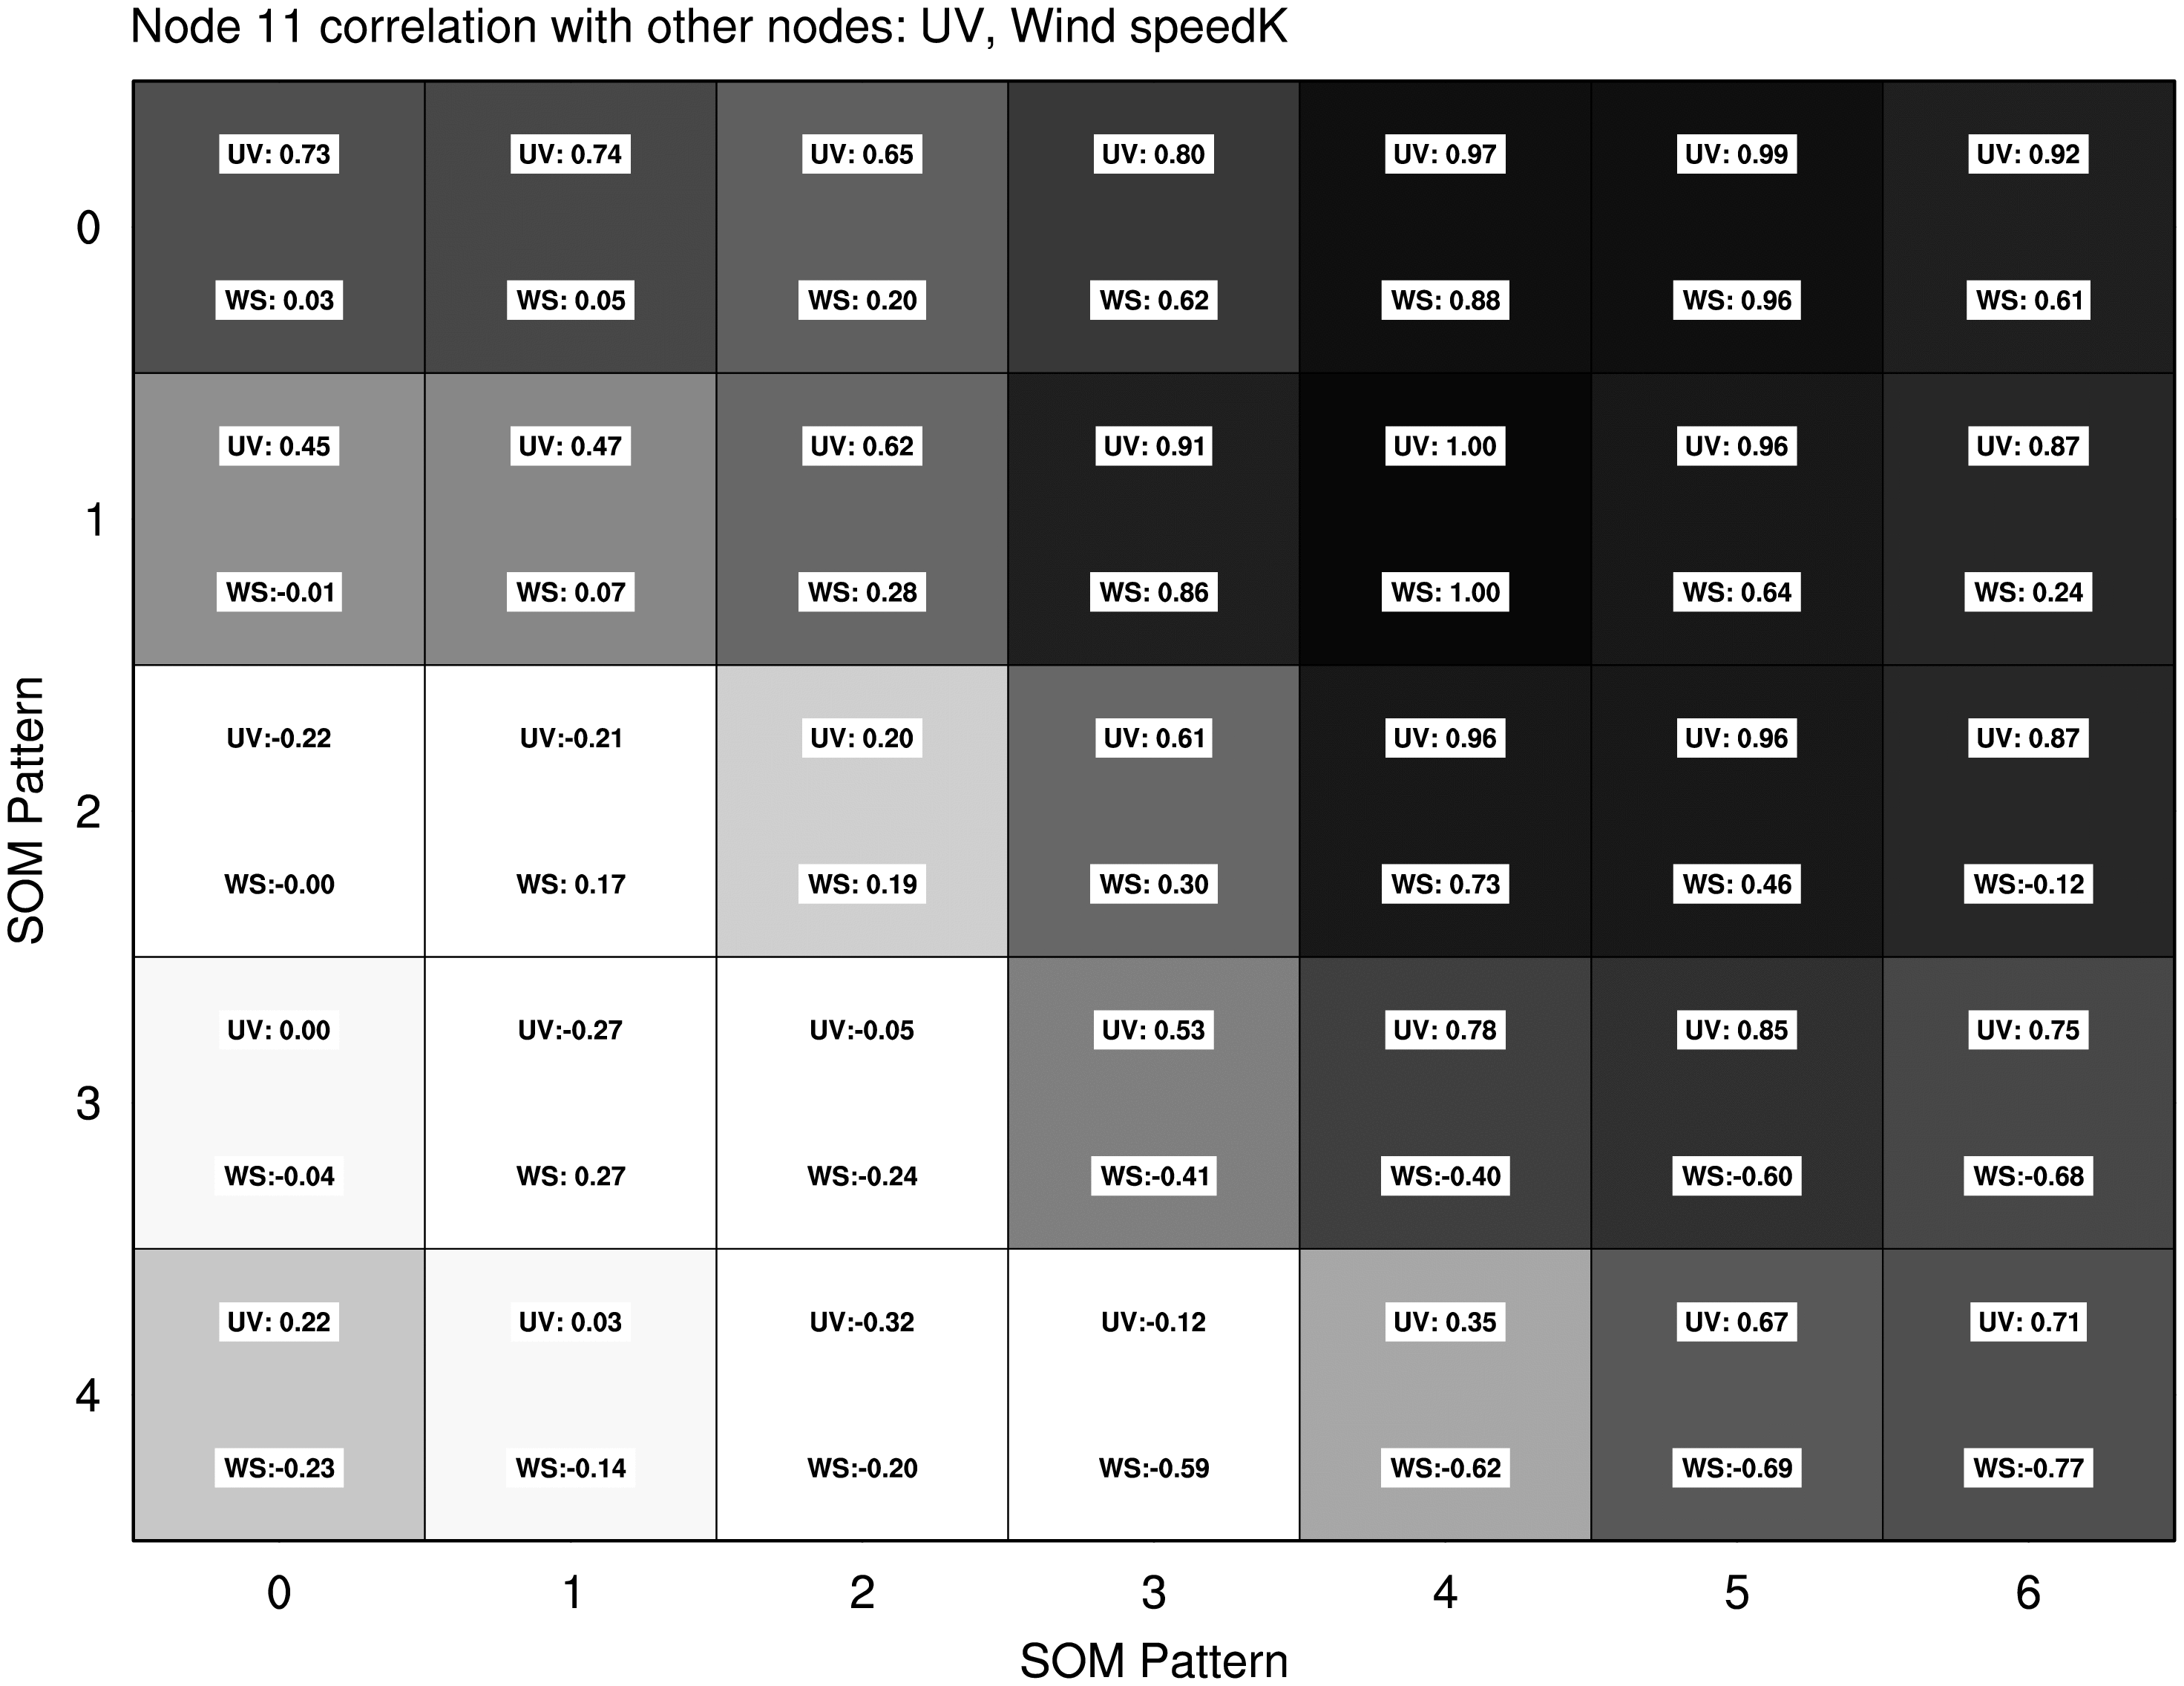 Node 11 correlation with other nodes: UV, Wind speedK
UV: 0.73 UV: 0.74 UV: 0.65 UV: 0.80 UV: 0.97 UV: 0.99 UV: 0.92
0
WS: 0.03 WS: 0.05 WS: 0.20 WS: 0.62 WS: 0.88 WS: 0.96 WS: 0.61
UV: 0.45 UV: 0.47 UV: 0.62 UV: 0.91 UV: 1.00 UV: 0.96 UV: 0.87
1
WS:-0.01 WS: 0.07 WS: 0.28 WS: 0.86 WS: 1.00 WS: 0.64 WS: 0.24
UV:-0.22 UV:-0.21 UV: 0.20 UV: 0.61 UV: 0.96 UV: 0.96 UV: 0.87
SOM Pattern
2
WS:-0.00 WS: 0.17 WS: 0.19 WS: 0.30 WS: 0.73 WS: 0.46 WS:-0.12
UV: 0.00 UV:-0.27 UV:-0.05 UV: 0.53 UV: 0.78 UV: 0.85 UV: 0.75
3
WS:-0.04 WS: 0.27 WS:-0.24 WS:-0.41 WS:-0.40 WS:-0.60 WS:-0.68
UV: 0.22 UV: 0.03 UV:-0.32 UV:-0.12 UV: 0.35 UV: 0.67 UV: 0.71
4
WS:-0.23 WS:-0.14 WS:-0.20 WS:-0.59 WS:-0.62 WS:-0.69 WS:-0.77
0 1 2 3 4 5 6
SOM Pattern